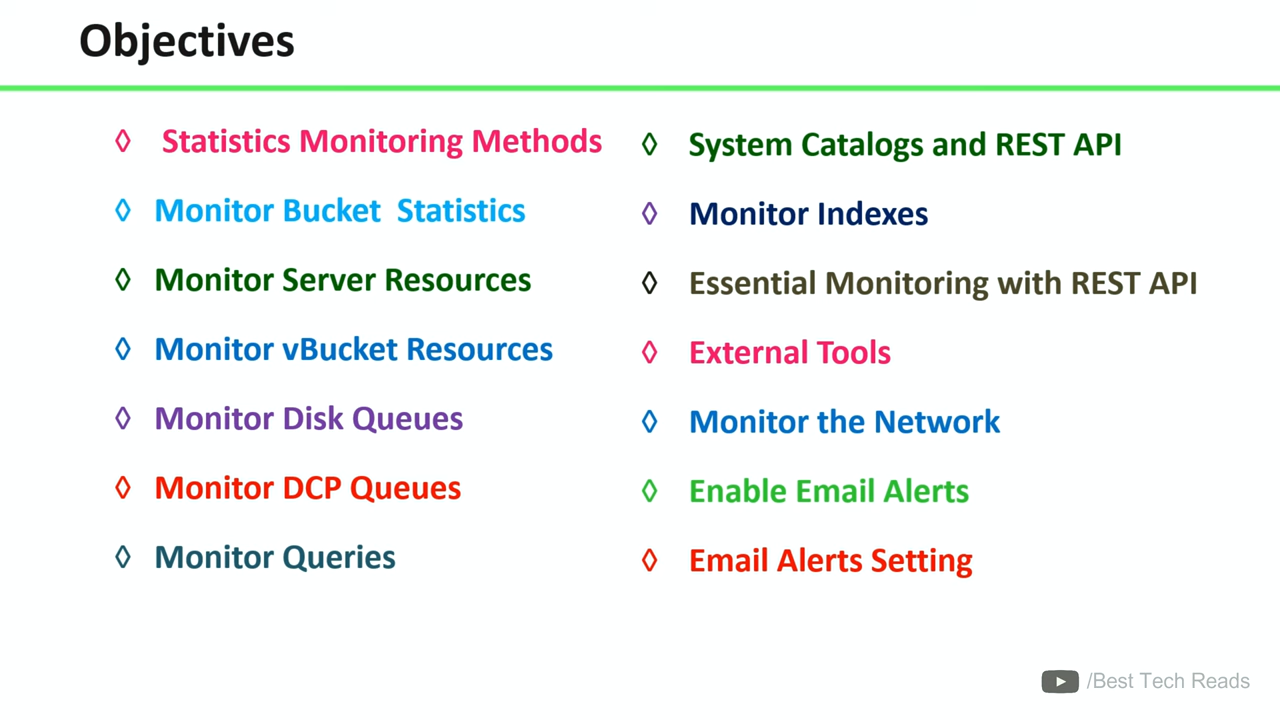 Objectives
◊ Statistics Monitoring Methods
◊ Monitor Bucket Statistics
◊ Monitor Server Resources
◊ Monitor vBucket Resources
◊ Monitor Disk Queues
◊ Monitor DCP Queues
◊ Monitor Queries
◊ System Catalogs and REST API
◊ Monitor Indexes
◊ Essential Monitoring with REST API
◊ External Tools
◊ Monitor the Network
◊ Enable Email Alerts
◊ Email Alerts Setting
/Best Tech Reads